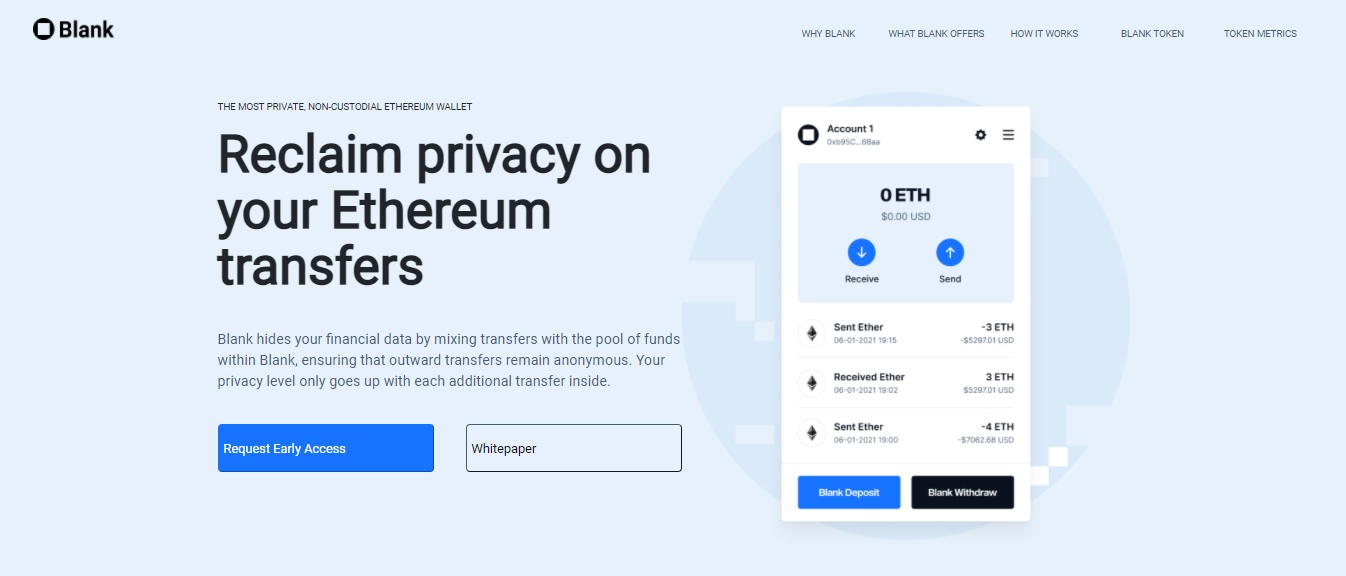 Blank
WHY BLANK
WHAT BLANK OFFERS
HOW IT WORKS
BLANK TOKEN
TOKEN METRICS
THE MOST PRIVATE, NON-CUSTODIAL ETHEREUM WALLET
Reclaim privacy on
your Ethereum
transfers
Blank hides your financial data by mixing transfers with the pool of funds
within Blank, ensuring that outward transfers remain anonymous. Your
privacy level only goes up with each additional transfer inside.
Request Early Access
Whitepaper
Account 1
0xb95C...6Baa
0 ETH
$0.00 USD
Receive
Send
Sent Ether
-3 ETH
06-01-2021 19:15
-$5297.01 USD
Received Ether
3 ETH
06-01-2021 19:02
$5297.01 USD
Sent Ether
-4 ETH
06-01-2021 19:00
-$7062.68 USD
Blank Deposit
Blank Withdraw